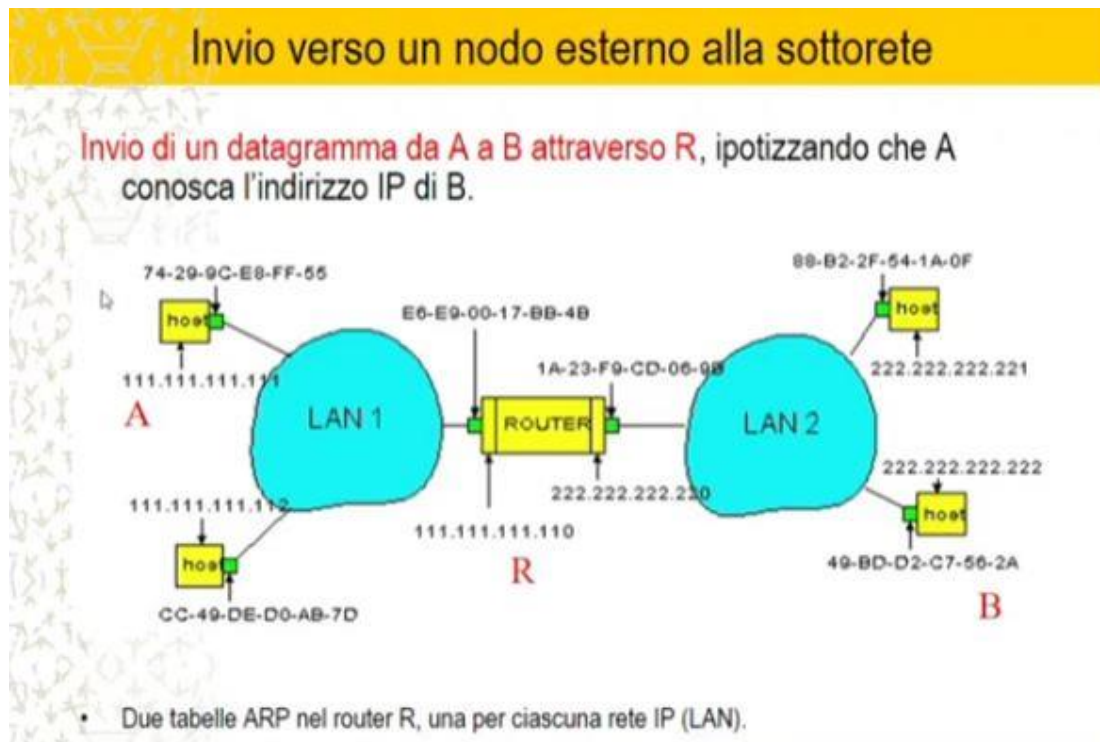 Invio verso un nodo esterno alla sottorete
Invio di un datagramma da A a B attraverso R, ipotizzando che A
conosca l'indirizzo IP di B.
74-29-9C-E8-FF-55
88-B2-2F-54-1A-0F
host
E6-E9-00-17-BB-4B
host
1A-23-F9-CD-06-9B
111.111.111.111
222.222.222.221
A
LAN 1
ROUTER
LAN 2
222.222.222.222
111.111.111.112
222.222.222.220
111.111.111.110
host
host
R
49-BD-D2-C7-56-2A
CC-49-DE-D0-AB-7D
B
• Due tabelle ARP nel router R, una per ciascuna rete IP (LAN).